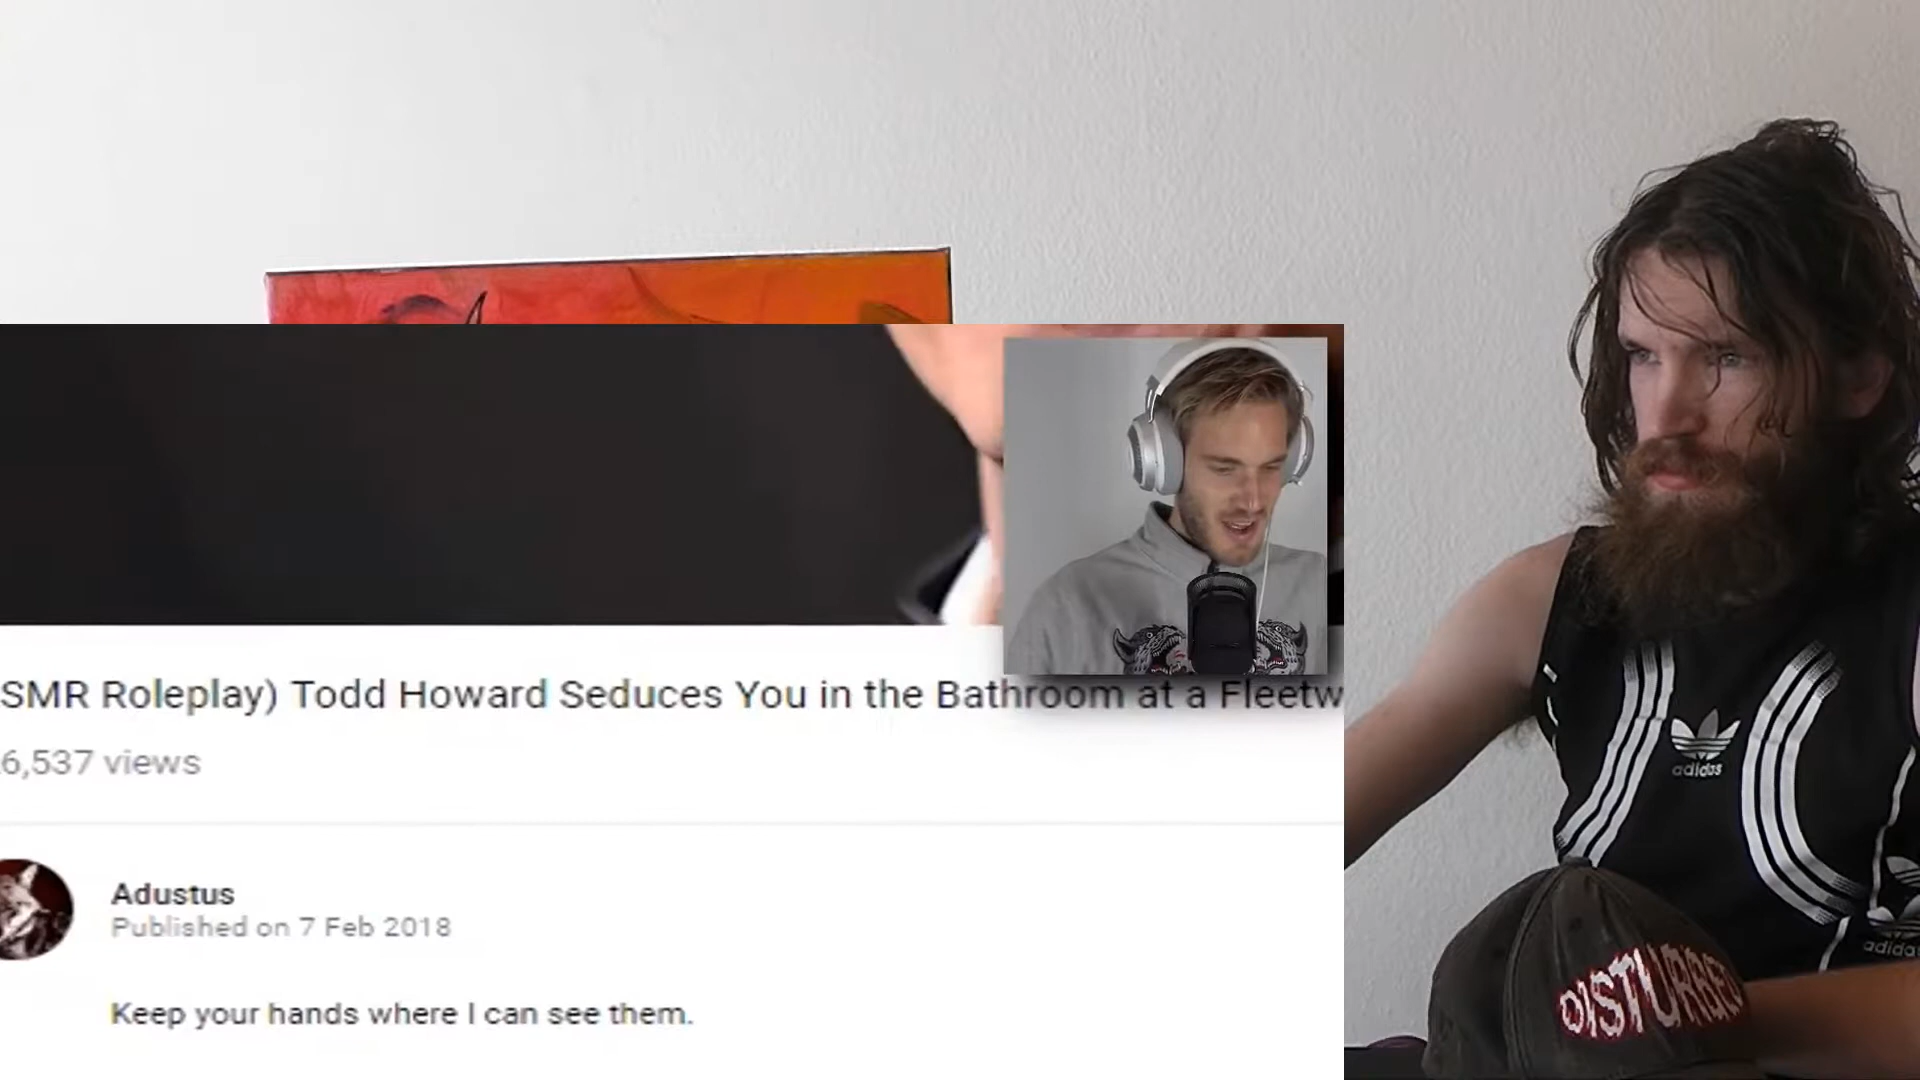 SMR Roleplay) Todd Howard Seduces You in the Bathroom at a Fleetw
6,537 views
Adustus
Published on 7 Feb 2018
Keep your hands where I can see them.
adidas
adidas
DISTURBED